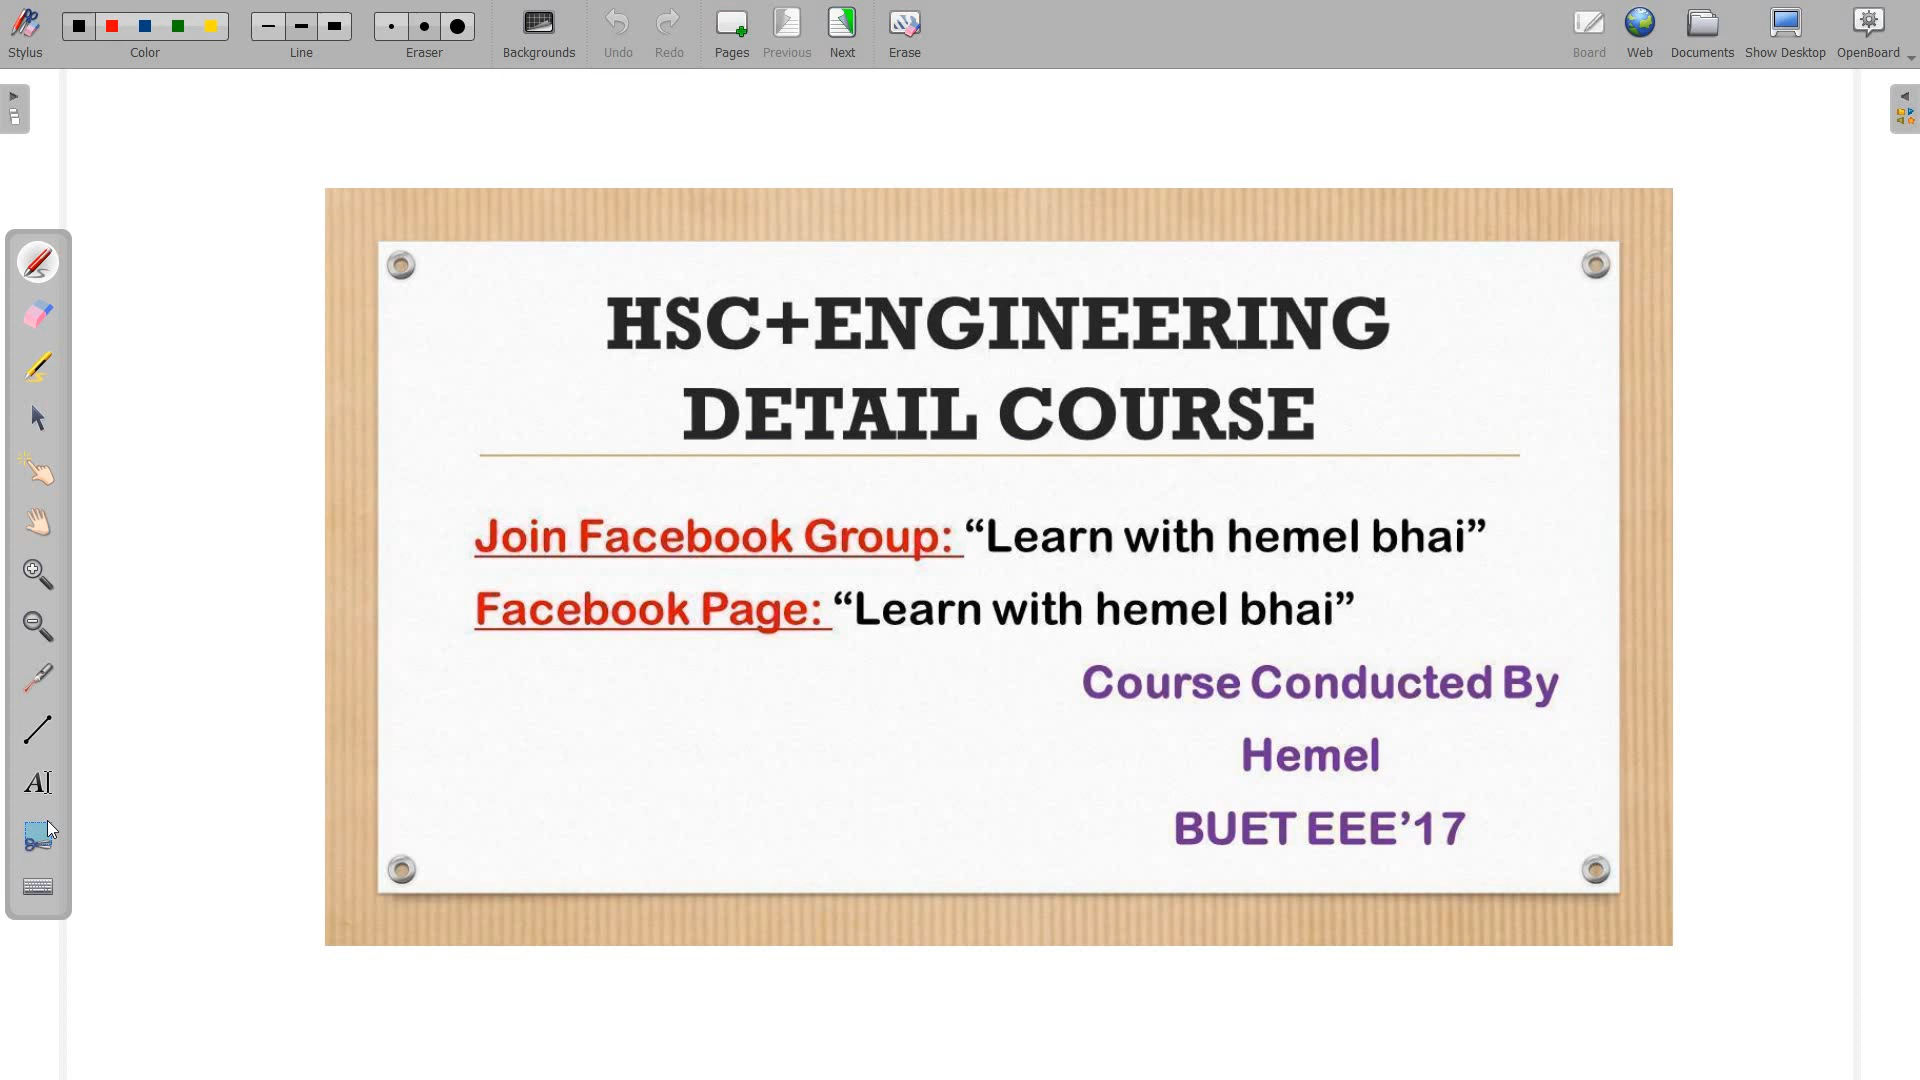 Stylus
Color
Line
Eraser
Backgrounds
Undo
Redo
Pages
Previous
Next
Erase
Board
Web
Documents
Show Desktop
OpenBoard
HSC+ENGINEERING
DETAIL COURSE
Join Facebook Group: “Learn with hemel bhai”
Facebook Page: “Learn with hemel bhai”
Course Conducted By
Hemel
BUET EEE’17